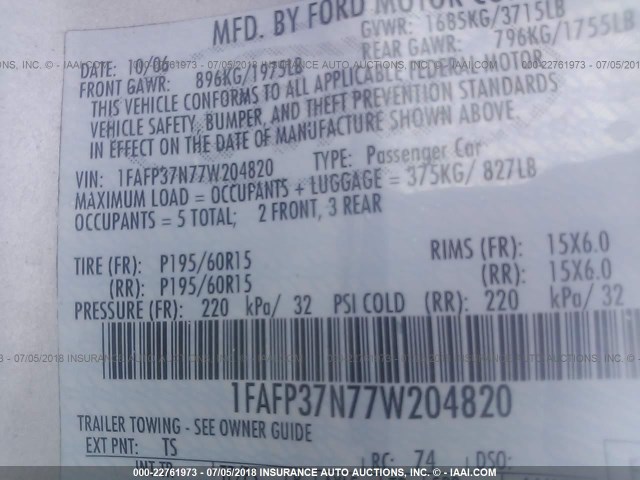 MFD. BY FORD MOTOR CO
GVWR: 1685KG/3715LB
DATE: 10/06
REAR GAWR: 796KG/1755LB
FRONT GAWR: 896KG/1975LB
THIS VEHICLE CONFORMS TO ALL APPLICABLE FEDERAL MOTOR
VEHICLE SAFETY, BUMPER, AND THEFT PREVENTION STANDARDS
IN EFFECT ON THE DATE OF MANUFACTURE SHOWN ABOVE.
VIN: 1FAFP37N77W204820 TYPE: Passenger Car
MAXIMUM LOAD = OCCUPANTS + LUGGAGE = 375KG/ 827LB
OCCUPANTS = 5 TOTAL; 2 FRONT, 3 REAR
TIRE (FR): P195/60R15 RIMS (FR): 15X6.0
(RR): P195/60R15 (RR): 15X6.0
PRESSURE (FR): 220 kPa/ 32 PSI COLD (RR): 220 kPa/ 32
1FAFP37N77W204820
TRAILER TOWING - SEE OWNER GUIDE
EXT PNT: TS
INT TR RC: 74 DSO:
000-22761973 - 07/05/2018 INSURANCE AUTO AUCTIONS, INC. - © - IAAI.COM